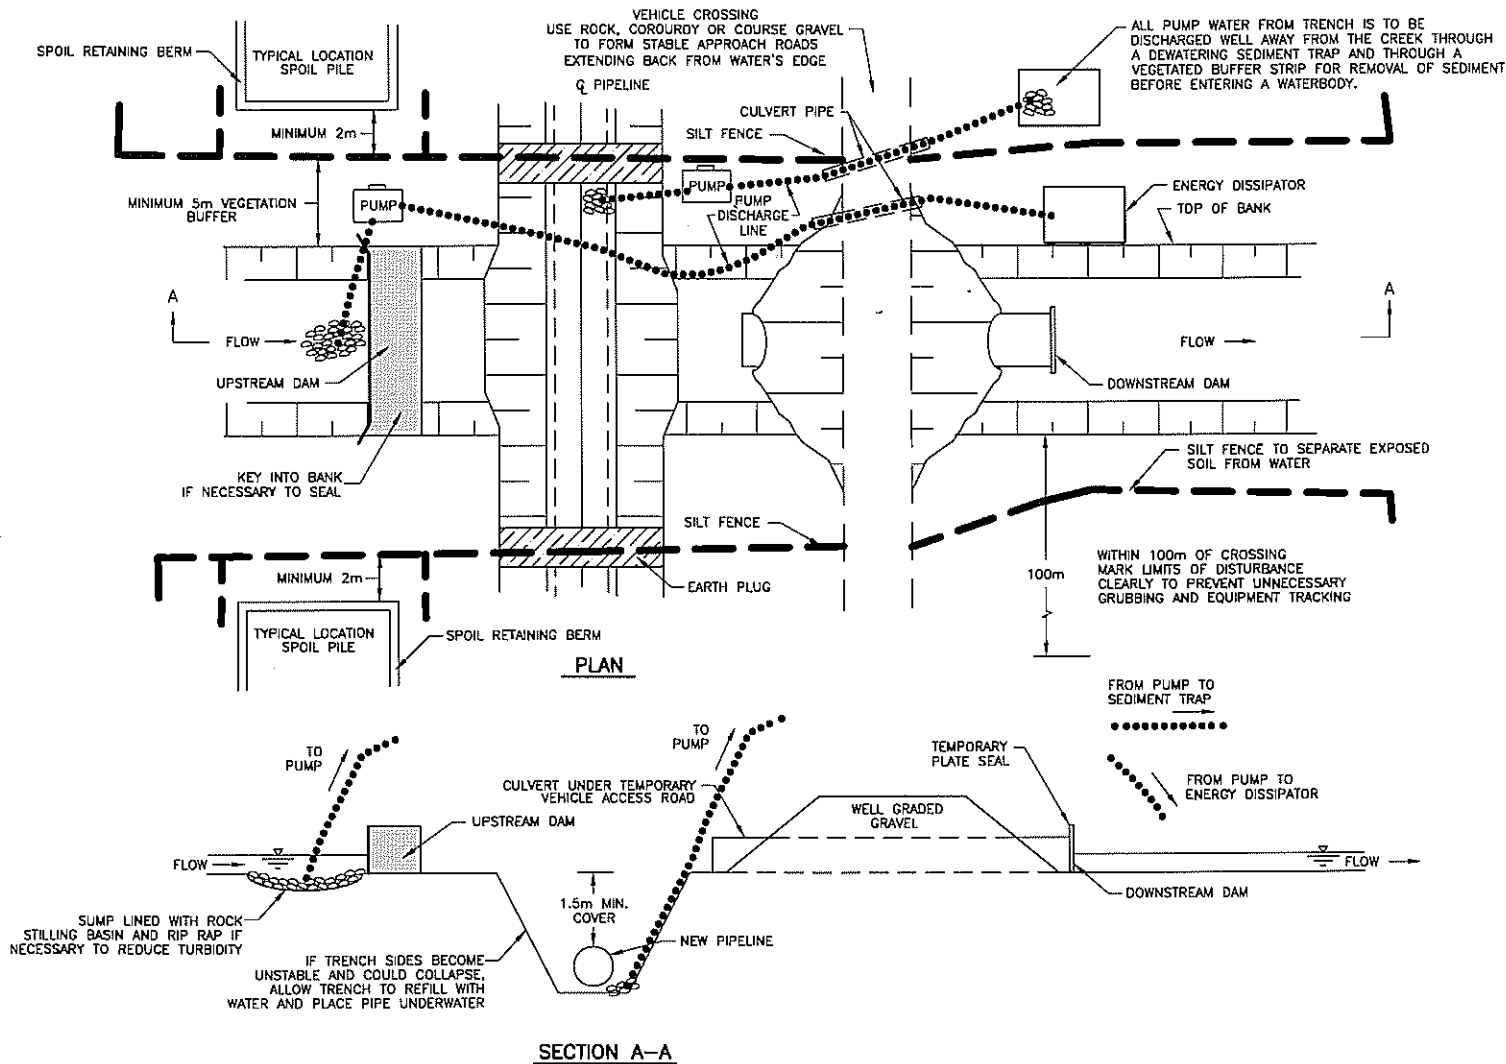 VEHICLE CROSSING
USE ROCK, CORDUROY OR COURSE GRAVEL
TO FORM STABLE APPROACH ROADS
EXTENDING BACK FROM WATER'S EDGE
ALL PUMP WATER FROM TRENCH IS TO BE
DISCHARGED WELL AWAY FROM THE CREEK THROUGH
A DEWATERING SEDIMENT TRAP AND THROUGH A
VEGETATED BUFFER STRIP FOR REMOVAL OF SEDIMENT
BEFORE ENTERING A WATERBODY.
SPOIL RETAINING BERM
TYPICAL LOCATION
SPOIL PILE
℄ PIPELINE
CULVERT PIPE
MINIMUM 2m
SILT FENCE
MINIMUM 5m VEGETATION
BUFFER
PUMP
PUMP
PUMP
DISCHARGE
LINE
ENERGY DISSIPATOR
TOP OF BANK
A
A
FLOW
FLOW
UPSTREAM DAM
DOWNSTREAM DAM
KEY INTO BANK
IF NECESSARY TO SEAL
SILT FENCE TO SEPARATE EXPOSED
SOIL FROM WATER
SILT FENCE
MINIMUM 2m
EARTH PLUG
100m
WITHIN 100m OF CROSSING
MARK LIMITS OF DISTURBANCE
CLEARLY TO PREVENT UNNECESSARY
GRUBBING AND EQUIPMENT TRACKING
TYPICAL LOCATION
SPOIL PILE
SPOIL RETAINING BERM
PLAN
FROM PUMP TO
SEDIMENT TRAP
FROM PUMP TO
ENERGY DISSIPATOR
TO
PUMP
TO
PUMP
TEMPORARY
PLATE SEAL
CULVERT UNDER TEMPORARY
VEHICLE ACCESS ROAD
WELL GRADED
GRAVEL
UPSTREAM DAM
FLOW
FLOW
DOWNSTREAM DAM
1.5m MIN.
COVER
SUMP LINED WITH ROCK
STILLING BASIN AND RIP RAP IF
NECESSARY TO REDUCE TURBIDITY
NEW PIPELINE
IF TRENCH SIDES BECOME
UNSTABLE AND COULD COLLAPSE,
ALLOW TRENCH TO REFILL WITH
WATER AND PLACE PIPE UNDERWATER
SECTION A-A